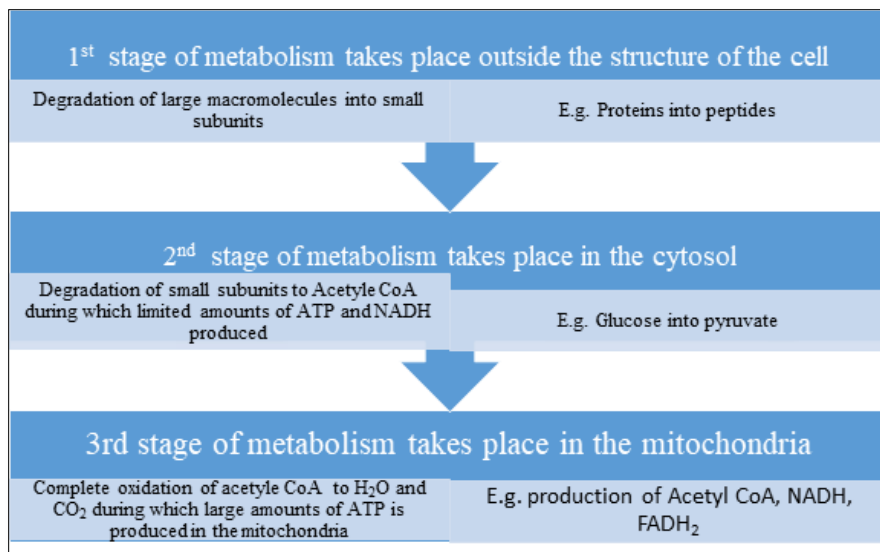 1st stage of metabolism takes place outside the structure of the cell
Degradation of large macromolecules into small
subunits
E.g. Proteins into peptides
2nd stage of metabolism takes place in the cytosol
Degradation of small subunits to Acetyle CoA
during which limited amounts of ATP and NADH
produced
E.g. Glucose into pyruvate
3rd stage of metabolism takes place in the mitochondria
Complete oxidation of acetyle CoA to H₂O and
CO₂ during which large amounts of ATP is
produced in the mitochondria
E.g. production of Acetyl CoA, NADH,
FADH₂